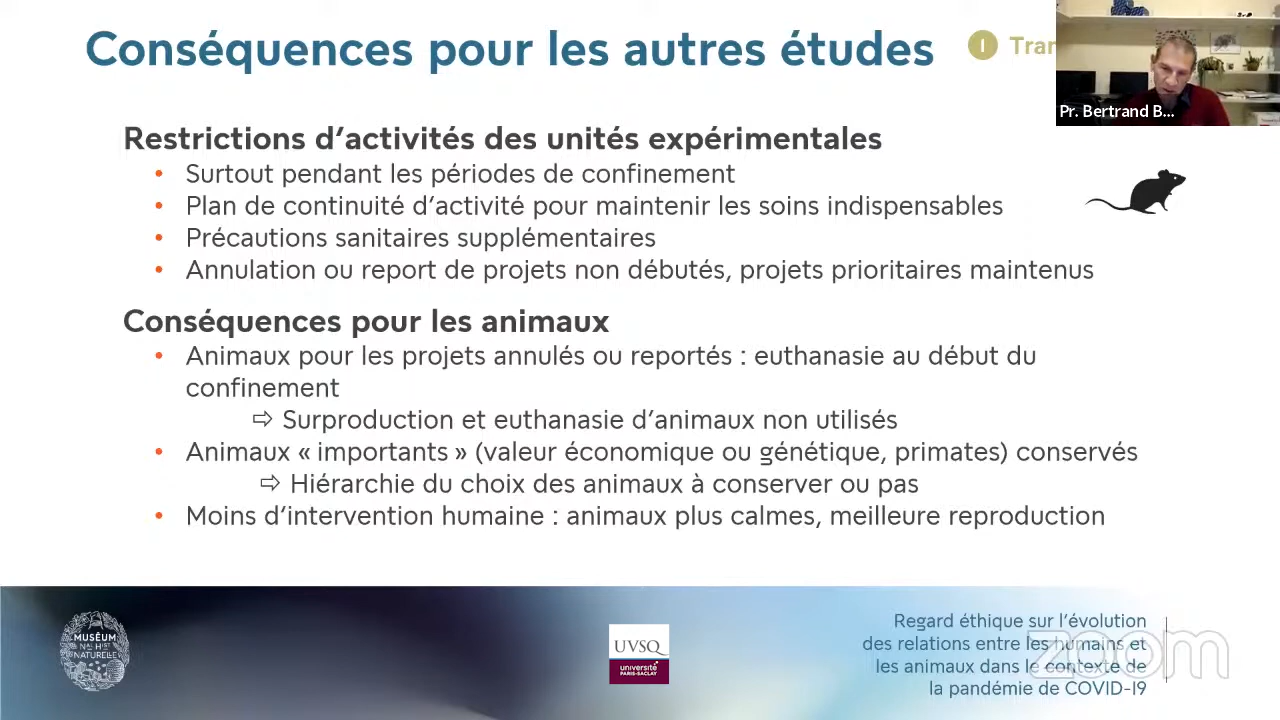 Conséquences pour les autres études
I Tran
Pr. Bertrand B...
Restrictions d’activités des unités expérimentales
• Surtout pendant les périodes de confinement
• Plan de continuité d’activité pour maintenir les soins indispensables
• Précautions sanitaires supplémentaires
• Annulation ou report de projets non débutés, projets prioritaires maintenus
Conséquences pour les animaux
• Animaux pour les projets annulés ou reportés : euthanasie au début du
confinement
⇨ Surproduction et euthanasie d’animaux non utilisés
• Animaux « importants » (valeur économique ou génétique, primates) conservés
⇨ Hiérarchie du choix des animaux à conserver ou pas
• Moins d’intervention humaine : animaux plus calmes, meilleure reproduction
MUSÉUM
NAL HIST
NATURELLE
UVSQ
université
PARIS-SACLAY
Regard éthique sur l’évolution
des relations entre les humains et
les animaux dans le contexte de
la pandémie de COVID-19
zoom